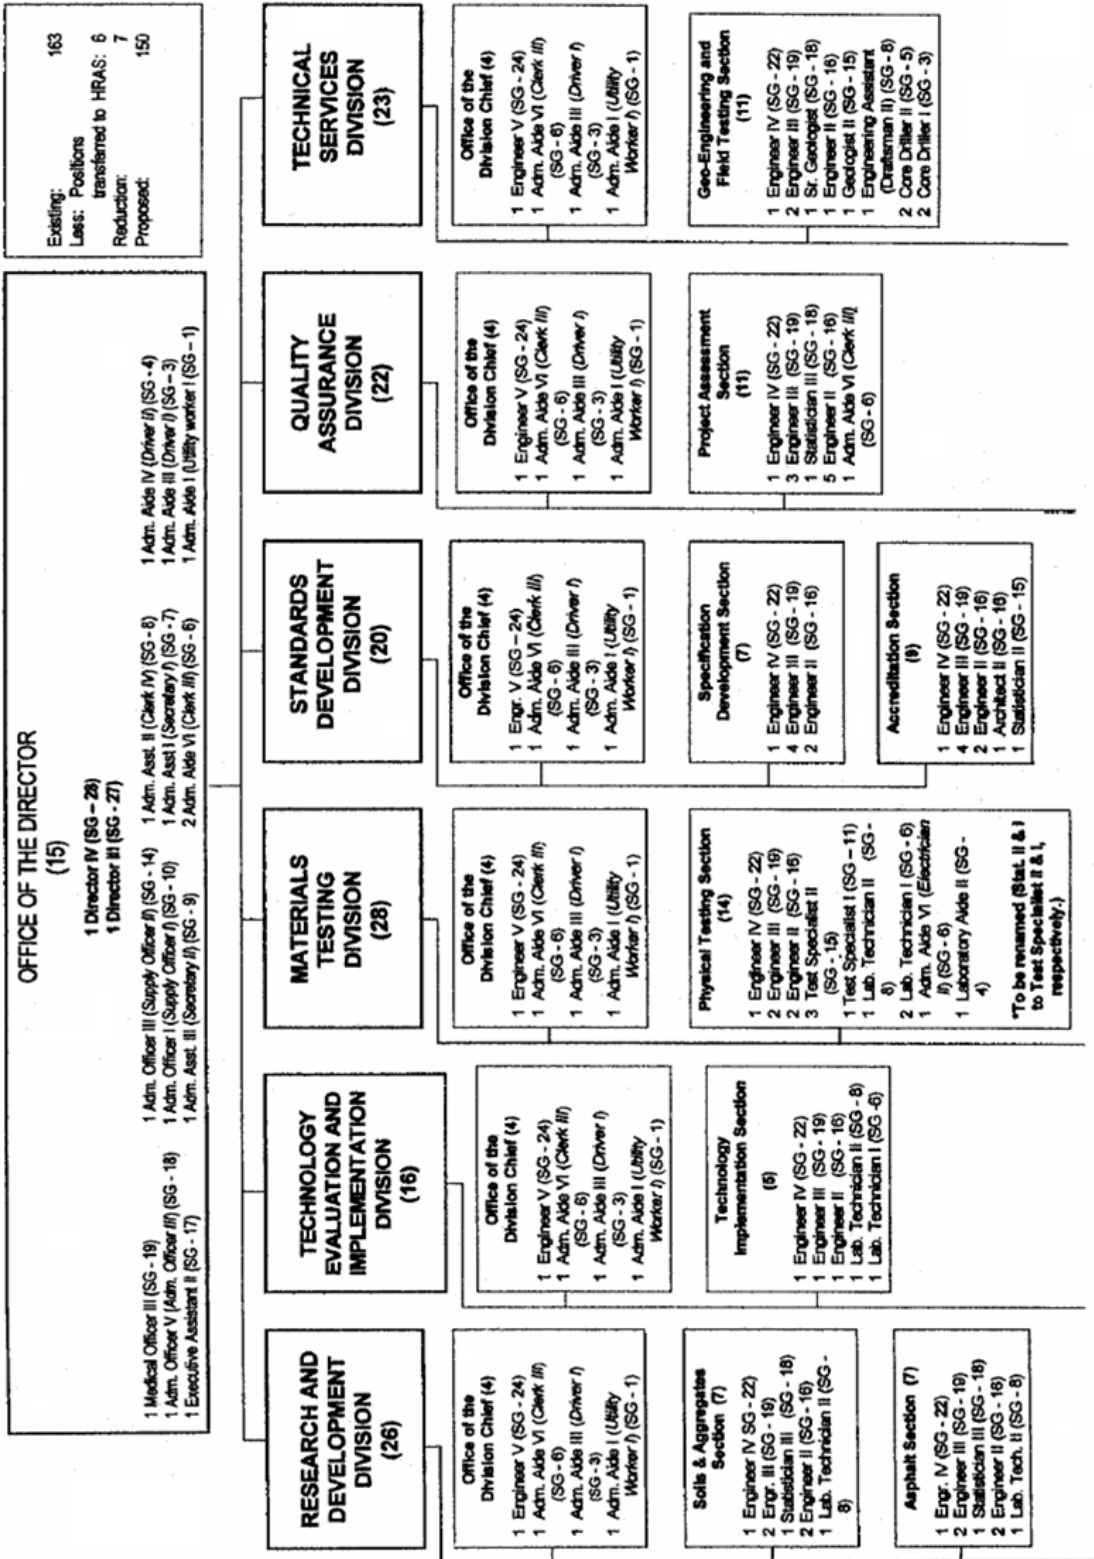 OFFICE OF THE DIRECTOR
(15)
1 Director IV (SG – 28)
1 Director III (SG - 27)
1 Medical Officer III (SG - 19)
1 Adm. Officer V (Adm. Officer III) (SG - 18)
1 Executive Assistant II (SG - 17)
1 Adm. Officer III (Supply Officer II) (SG - 14)
1 Adm. Officer I (Supply Officer I) (SG - 10)
1 Adm. Asst. III (Secretary II) (SG - 9)
1 Adm. Asst. II (Clerk IV) (SG - 8)
1 Adm. Asst I (Secretary I) (SG - 7)
2 Adm. Aide VI (Clerk III) (SG - 6)
1 Adm. Aide IV (Driver II) (SG - 4)
1 Adm. Aide III (Driver I) (SG – 3)
1 Adm. Aide I (Utility worker I (SG – 1)
Existing: 163
Less: Positions
transferred to HRAS: 6
Reduction: 7
Proposed: 150
RESEARCH AND
DEVELOPMENT
DIVISION
(26)
Office of the
Division Chief (4)
1 Engineer V (SG - 24)
1 Adm. Aide VI (Clerk III)
(SG - 6)
1 Adm. Aide III (Driver I)
(SG - 3)
1 Adm. Aide I (Utility
Worker I) (SG - 1)
Soils & Aggregates
Section (7)
1 Engineer IV SG - 22)
2 Engr. III (SG - 19)
1 Statistician III (SG - 18)
2 Engineer II (SG - 16)
1 Lab. Technician II (SG -
8)
Asphalt Section (7)
1 Engr. IV (SG - 22)
2 Engineer III (SG - 19)
1 Statistician III (SG - 18)
2 Engineer II (SG - 16)
1 Lab. Tech. II (SG - 8)
TECHNOLOGY
EVALUATION AND
IMPLEMENTATION
DIVISION
(16)
Office of the
Division Chief (4)
1 Engineer V (SG - 24)
1 Adm. Aide VI (Clerk III)
(SG - 6)
1 Adm. Aide III (Driver I)
(SG - 3)
1 Adm. Aide I (Utility
Worker I) (SG - 1)
Technology
Implementation Section
(5)
1 Engineer IV (SG - 22)
1 Engineer III (SG - 19)
1 Engineer II (SG - 16)
1 Lab. Technician II (SG - 8)
1 Lab. Technician I (SG -6)
MATERIALS
TESTING
DIVISION
(28)
Office of the
Division Chief (4)
1 Engineer V (SG - 24)
1 Adm. Aide VI (Clerk III)
(SG - 6)
1 Adm. Aide III (Driver I)
(SG - 3)
1 Adm. Aide I (Utility
Worker I) (SG - 1)
Physical Testing Section
(14)
1 Engineer IV (SG - 22)
2 Engineer III (SG - 19)
2 Engineer II (SG - 16)
3 Test Specialist II
(SG - 15)
1 Test Specialist I (SG – 11)
1 Lab. Technician II (SG -
8)
2 Lab. Technician I (SG - 6)
1 Adm. Aide VI (Electrician
II) (SG - 6)
1 Laboratory Aide II (SG -
4)
*To be renamed (Stat. II & I
to Test Specialist II & I,
respectively.)
STANDARDS
DEVELOPMENT
DIVISION
(20)
Office of the
Division Chief (4)
1 Engr. V (SG – 24)
1 Adm. Aide VI (Clerk III)
(SG - 6)
1 Adm. Aide III (Driver I)
(SG - 3)
1 Adm. Aide I (Utility
Worker I) (SG - 1)
Specification
Development Section
(7)
1 Engineer IV (SG - 22)
4 Engineer III (SG - 19)
2 Engineer II (SG - 16)
Accreditation Section
(9)
1 Engineer IV (SG - 22)
4 Engineer III (SG - 19)
2 Engineer II (SG - 16)
1 Architect II (SG - 16)
1 Statistician II (SG - 15)
QUALITY
ASSURANCE
DIVISION
(22)
Office of the
Division Chief (4)
1 Engineer V (SG - 24)
1 Adm. Aide VI (Clerk III)
(SG - 6)
1 Adm. Aide III (Driver I)
(SG - 3)
1 Adm. Aide I (Utility
Worker I) (SG - 1)
Project Assessment
Section
(11)
1 Engineer IV (SG - 22)
3 Engineer III (SG - 19)
1 Statistician III (SG - 18)
5 Engineer II (SG - 16)
1 Adm. Aide VI (Clerk III)
(SG - 6)
TECHNICAL
SERVICES
DIVISION
(23)
Office of the
Division Chief (4)
1 Engineer V (SG - 24)
1 Adm. Aide VI (Clerk III)
(SG - 6)
1 Adm. Aide III (Driver I)
(SG - 3)
1 Adm. Aide I (Utility
Worker I) (SG - 1)
Geo-Engineering and
Field Testing Section
(11)
1 Engineer IV (SG - 22)
2 Engineer III (SG - 19)
1 Sr. Geologist (SG - 18)
1 Engineer II (SG - 16)
1 Geologist II (SG - 15)
1 Engineering Assistant
(Draftsman II) (SG - 8)
2 Core Driller II (SG - 5)
2 Core Driller I (SG - 3)